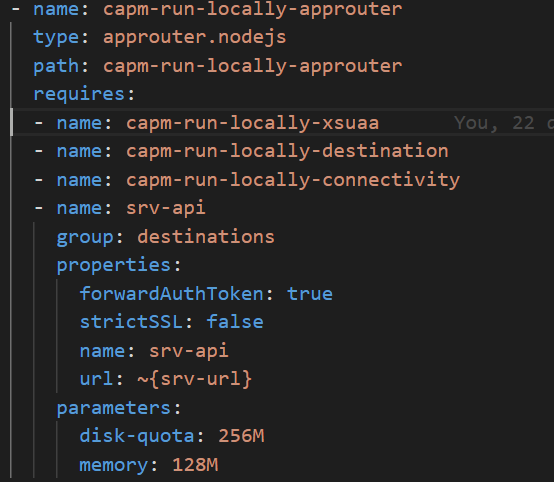 - name: capm-run-locally-approuter
  type: approuter.nodejs
  path: capm-run-locally-approuter
  requires:
  - name: capm-run-locally-xsuaa You, 22
  - name: capm-run-locally-destination
  - name: capm-run-locally-connectivity
  - name: srv-api
    group: destinations
    properties:
      forwardAuthToken: true
      strictSSL: false
      name: srv-api
      url: ~{srv-url}
    parameters:
      disk-quota: 256M
      memory: 128M